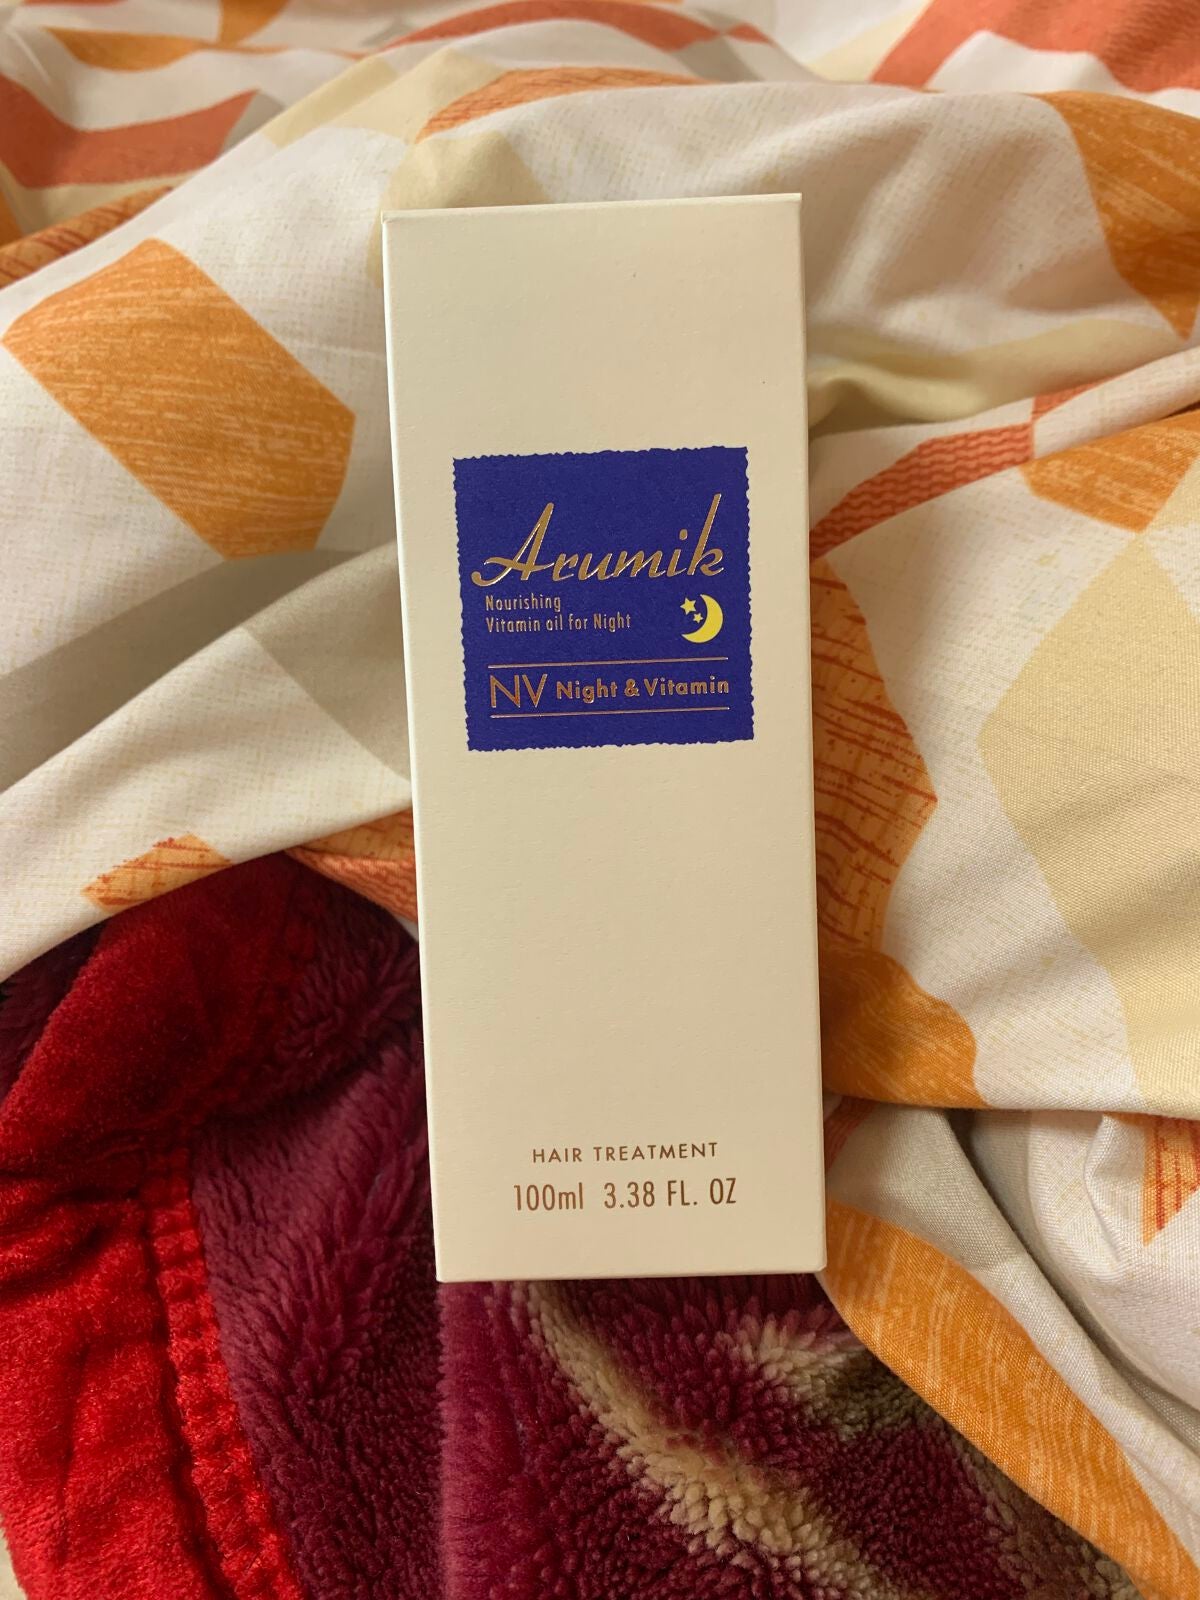 Arumik
Nourishing
Vitamin oil for Night
NV Night & Vitamin
HAIR TREATMENT
100ml 3.38 FL. OZ